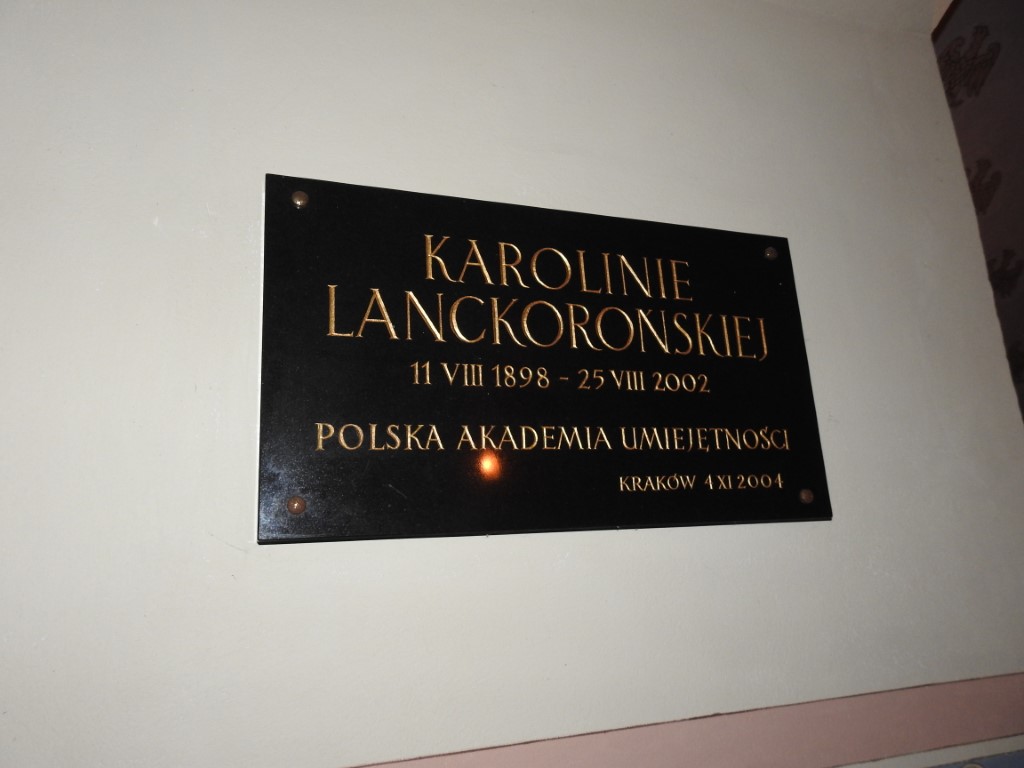 KAROLINIE
LANCKOROŃSKIEJ
11 VIII 1898 - 25 VIII 2002
POLSKA AKADEMIA UMIEJĘTNOŚCI
KRAKÓW 4 XI 2004